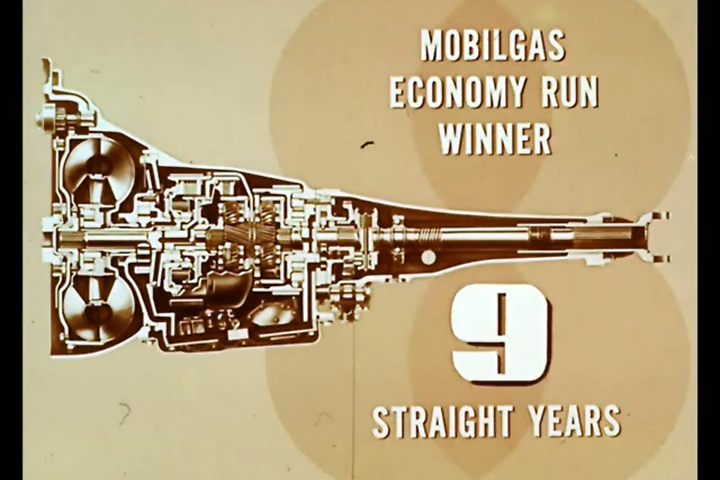 MOBILGAS
ECONOMY RUN
WINNER
9
STRAIGHT YEARS